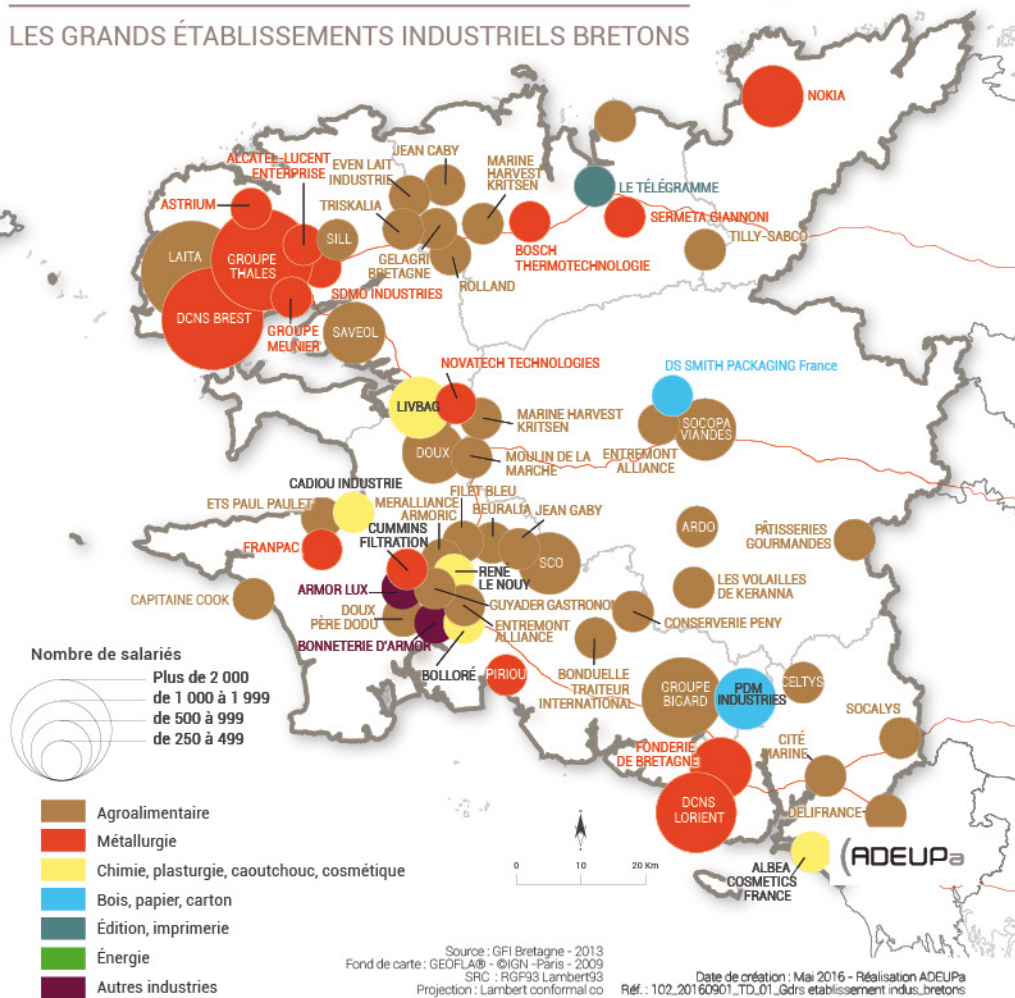 LES GRANDS ÉTABLISSEMENTS INDUSTRIELS BRETONS
NOKIA
JEAN CABY
ALCATEL-LUCENT
ENTERPRISE
EVEN LAIT
INDUSTRIE
MARINE
HARVEST
KRITSEN
LE TÉLÉGRAMME
ASTRIUM
TRISKALIA
SERMETA GIANNONI
SILL
TILLY-SABCO
LAITA
GROUPE
THALES
GELAGRI
BRETAGNE
BOSCH
THERMOTECHNOLOGIE
ROLLAND
SDMO INDUSTRIES
DCNS BREST
GROUPE
MEUNIER
SAVEOL
NOVATECH TECHNOLOGIES
DS SMITH PACKAGING France
LIVBAG
MARINE HARVEST
KRITSEN
SOCOPA
VIANDES
DOUX
MOULIN DE LA
MARCHE
ENTREMONT
ALLIANCE
CADIOU INDUSTRIE
FILET BLEU
ETS PAUL PAULET
MERALLIANCE
ARMORIC
BEURALIA
JEAN GABY
CUMMINS
FILTRATION
ARDO
PÂTISSERIES
GOURMANDES
FRANPAC
SCO
RENÉ
LE NOUY
ARMOR LUX
LES VOLAILLES
DE KERANNA
CAPITAINE COOK
DOUX
PÈRE DODU
GUYADER GASTRONOI
CONSERVERIE PENY
ENTREMONT
ALLIANCE
BONNETERIE D'ARMOR
BOLLORÉ
PIRIOU
BONDUELLE
TRAITEUR
INTERNATIONAL
GROUPE
BIGARD
PDM
INDUSTRIES
CELTYS
SOCALYS
FONDERIE
DE BRETAGNE
CITÉ
MARINE
DCNS
LORIENT
DELIFRANCE
ALBEA
COSMETICS
FRANCE
ADEUPa
Nombre de salariés
Plus de 2 000
de 1 000 à 1 999
de 500 à 999
de 250 à 499
Agroalimentaire
Métallurgie
Chimie, plasturgie, caoutchouc, cosmétique
Bois, papier, carton
Édition, imprimerie
Énergie
Autres industries
0 10 20 Km
Source : GFI Bretagne - 2013
Fond de carte : GEOFLA® - ©IGN -Paris - 2009
SRC : RGF93 Lambert93
Projection : Lambert conformal co
Date de création : Mai 2016 - Réalisation ADEUPa
Réf. : 102_20160901_TD_01_Gdrs etablissement indus_bretons